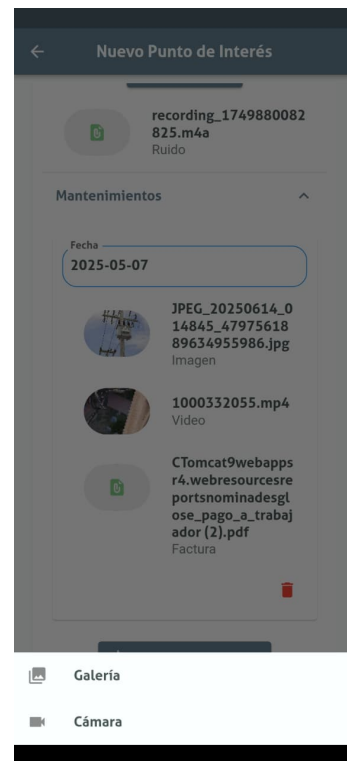 Nuevo Punto de Interés
recording_1749880082
825.m4a
Ruido
Mantenimientos
Fecha
2025-05-07
JPEG_20250614_0
14845_47975618
89634955986.jpg
Imagen
1000332055.mp4
Video
CTomcat9webapps
r4.webresourcesre
portsnominadesgl
ose_pago_a_trabaj
ador (2).pdf
Factura
Galería
Cámara